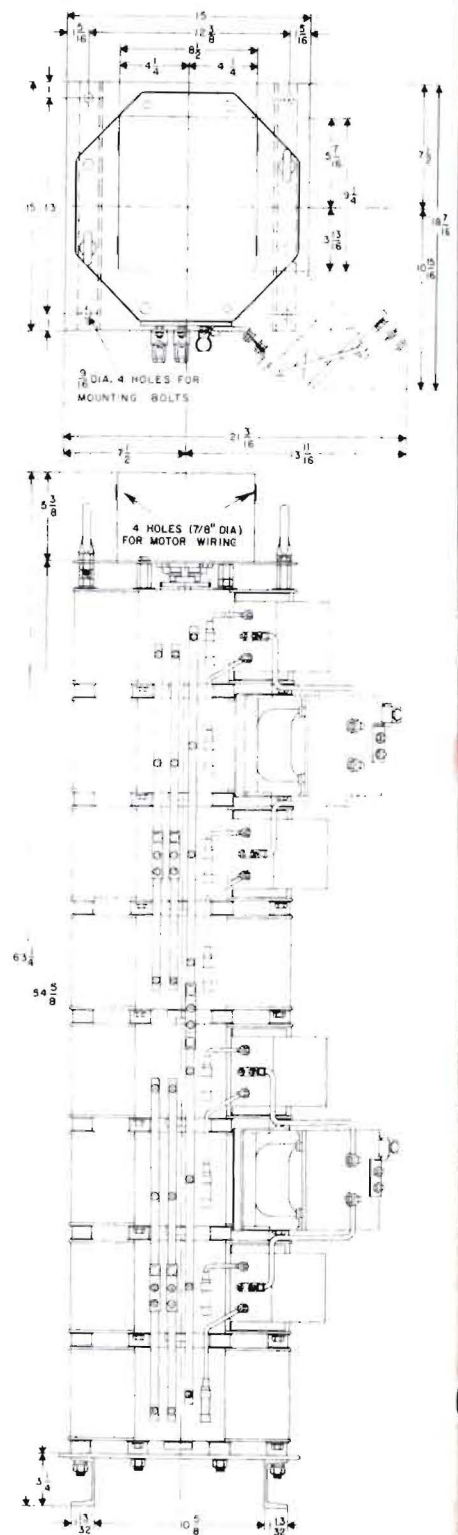 15
1 5/16 12 3/8 1 5/16
8 1/2
4 1/4 4 1/4
1
5 7/16
9 1/4
3 13/16
15 13
18 7/16
10 15/16
9/16 DIA. 4 HOLES FOR
MOUNTING BOLTS
21 3/16
7 1/2 13 11/16
5 3/8
4 HOLES (7/8" DIA)
FOR MOTOR WIRING
63 1/4
54 5/8
3 1/4
1 13/32 10 5/8 1 13/32